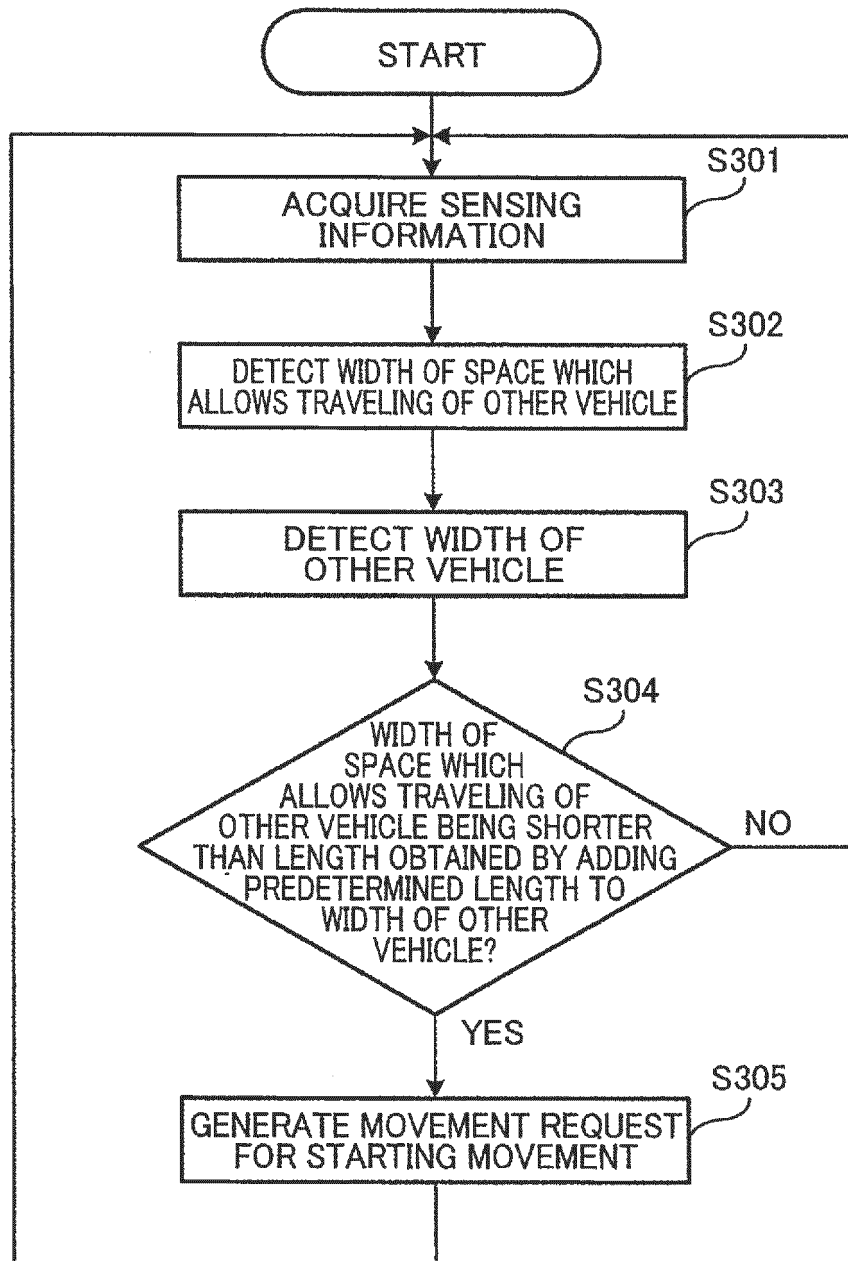 START
S301
ACQUIRE SENSING
INFORMATION
S302
DETECT WIDTH OF SPACE WHICH
ALLOWS TRAVELING OF OTHER VEHICLE
S303
DETECT WIDTH OF
OTHER VEHICLE
S304
WIDTH OF
SPACE WHICH
ALLOWS TRAVELING OF
OTHER VEHICLE BEING SHORTER
THAN LENGTH OBTAINED BY ADDING
PREDETERMINED LENGTH TO
WIDTH OF OTHER
VEHICLE?
NO
YES
S305
GENERATE MOVEMENT REQUEST
FOR STARTING MOVEMENT